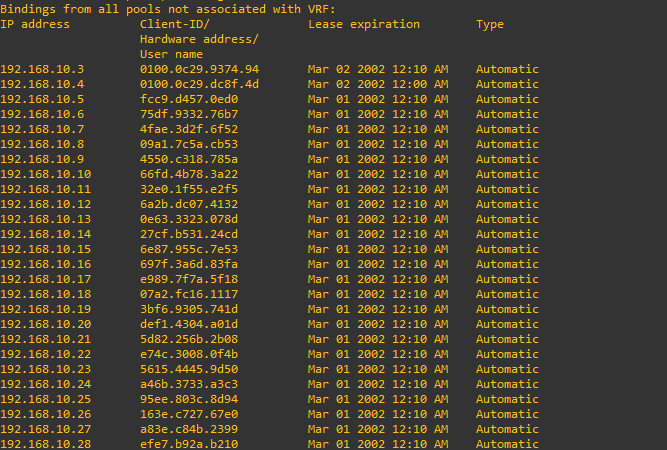 Bindings from all pools not associated with VRF:
IP address Client-ID/ Lease expiration Type
Hardware address/
User name
192.168.10.3 0100.0c29.9374.94 Mar 02 2002 12:10 AM Automatic
192.168.10.4 0100.0c29.dc8f.4d Mar 02 2002 12:00 AM Automatic
192.168.10.5 fcc9.d457.0ed0 Mar 01 2002 12:10 AM Automatic
192.168.10.6 75df.9332.76b7 Mar 01 2002 12:10 AM Automatic
192.168.10.7 4fae.3d2f.6f52 Mar 01 2002 12:10 AM Automatic
192.168.10.8 09a1.7c5a.cb53 Mar 01 2002 12:10 AM Automatic
192.168.10.9 4550.c318.785a Mar 01 2002 12:10 AM Automatic
192.168.10.10 66fd.4b78.3a22 Mar 01 2002 12:10 AM Automatic
192.168.10.11 32e0.1f55.e2f5 Mar 01 2002 12:10 AM Automatic
192.168.10.12 6a2b.dc07.4132 Mar 01 2002 12:10 AM Automatic
192.168.10.13 0e63.3323.078d Mar 01 2002 12:10 AM Automatic
192.168.10.14 27cf.b531.24cd Mar 01 2002 12:10 AM Automatic
192.168.10.15 6e87.955c.7e53 Mar 01 2002 12:10 AM Automatic
192.168.10.16 697f.3a6d.83fa Mar 01 2002 12:10 AM Automatic
192.168.10.17 e989.7f7a.5f18 Mar 01 2002 12:10 AM Automatic
192.168.10.18 07a2.fc16.1117 Mar 01 2002 12:10 AM Automatic
192.168.10.19 3bf6.9305.741d Mar 01 2002 12:10 AM Automatic
192.168.10.20 def1.4304.a01d Mar 01 2002 12:10 AM Automatic
192.168.10.21 5d82.256b.2b08 Mar 01 2002 12:10 AM Automatic
192.168.10.22 e74c.3008.0f4b Mar 01 2002 12:10 AM Automatic
192.168.10.23 5615.4445.9d50 Mar 01 2002 12:10 AM Automatic
192.168.10.24 a46b.3733.a3c3 Mar 01 2002 12:10 AM Automatic
192.168.10.25 95ee.803c.8d94 Mar 01 2002 12:10 AM Automatic
192.168.10.26 163e.c727.67e0 Mar 01 2002 12:10 AM Automatic
192.168.10.27 a83e.c84b.2399 Mar 01 2002 12:10 AM Automatic
192.168.10.28 efe7.b92a.b210 Mar 01 2002 12:10 AM Automatic